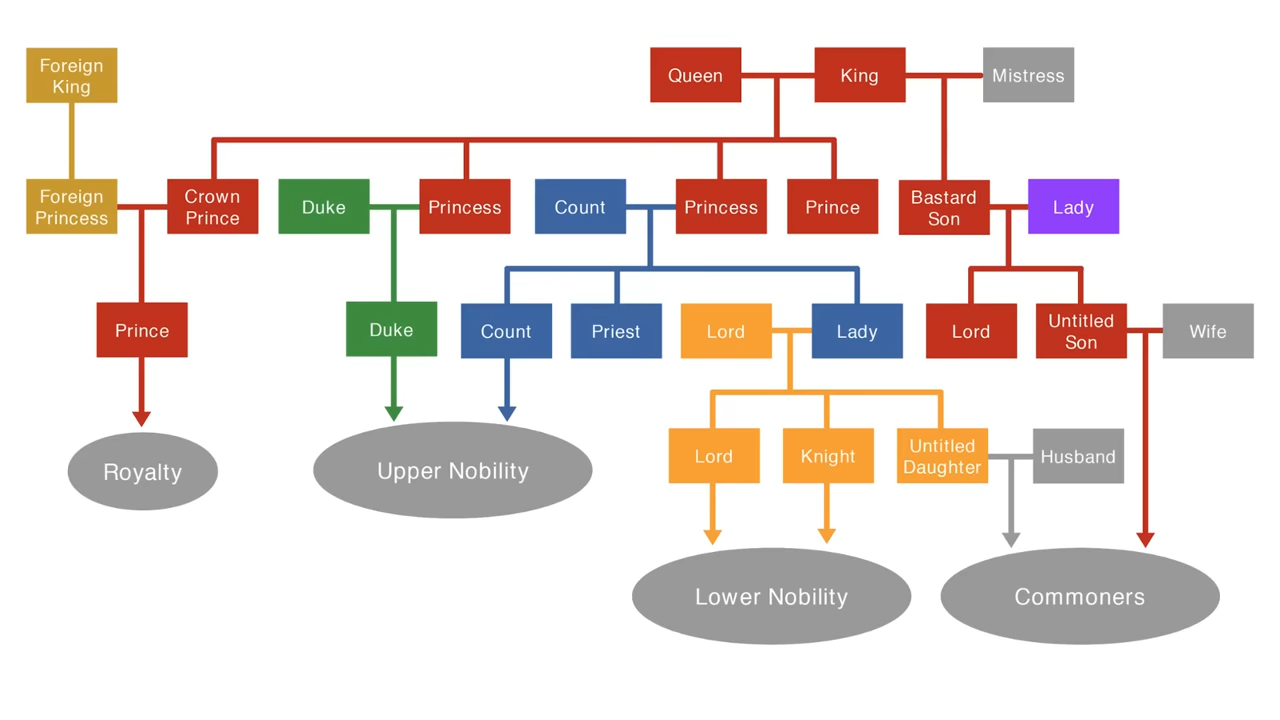 Foreign
King
Queen
King
Mistress
Foreign
Princess
Crown
Prince
Duke
Princess
Count
Princess
Prince
Bastard
Son
Lady
Prince
Duke
Count
Priest
Lord
Lady
Lord
Untitled
Son
Wife
Lord
Knight
Untitled
Daughter
Husband
Royalty
Upper Nobility
Lower Nobility
Commoners